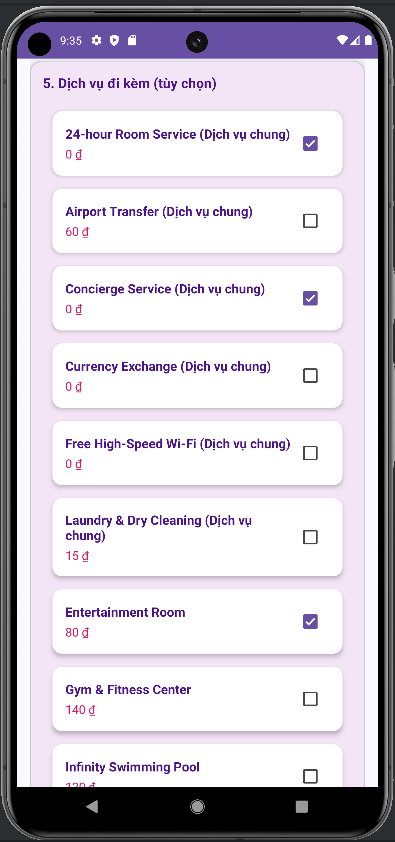 9:35
5. Dịch vụ đi kèm (tùy chọn)
24-hour Room Service (Dịch vụ chung)
0 ₫
Airport Transfer (Dịch vụ chung)
60 ₫
Concierge Service (Dịch vụ chung)
0 ₫
Currency Exchange (Dịch vụ chung)
0 ₫
Free High-Speed Wi-Fi (Dịch vụ chung)
0 ₫
Laundry & Dry Cleaning (Dịch vụ
chung)
15 ₫
Entertainment Room
80 ₫
Gym & Fitness Center
140 ₫
Infinity Swimming Pool